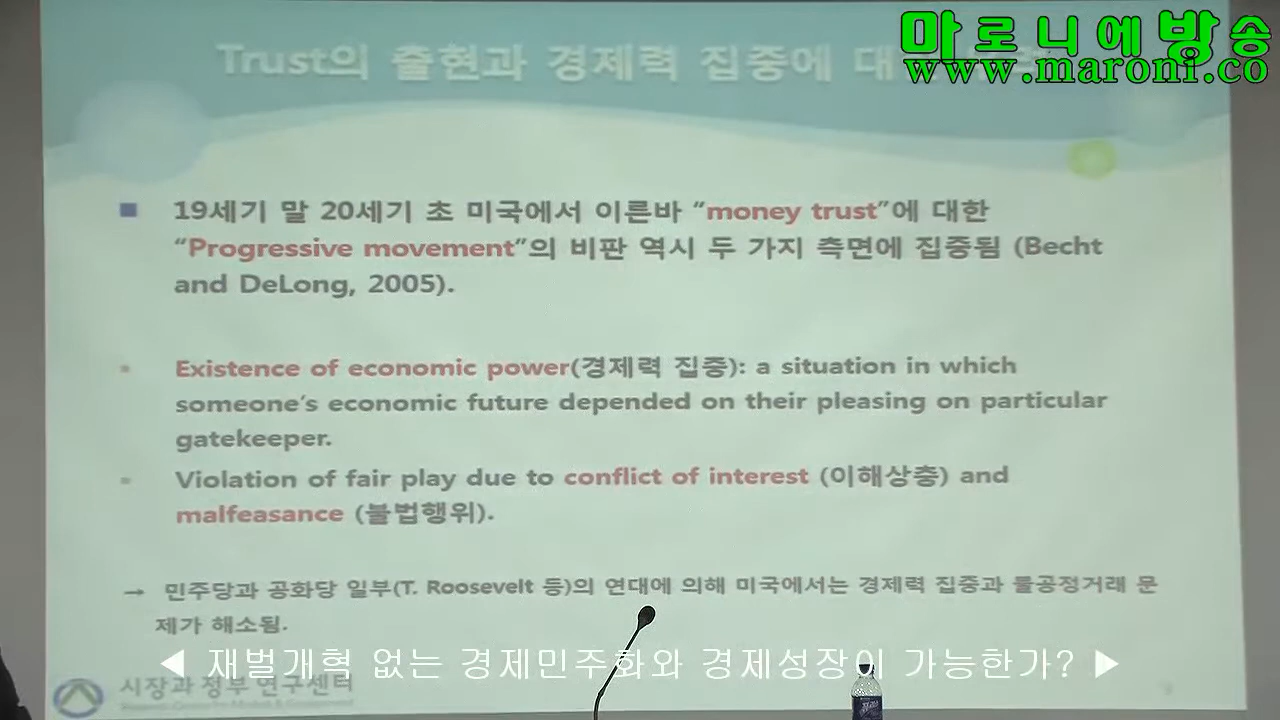 마로니에방송
www.maroni.co
Trust의 출현과 경제력 집중에 대
■ 19세기 말 20세기 초 미국에서 이른바 “money trust”에 대한
“Progressive movement”의 비판 역시 두 가지 측면에 집중됨 (Becht
and DeLong, 2005).
Existence of economic power(경제력 집중): a situation in which
someone’s economic future depended on their pleasing on particular
gatekeeper.
Violation of fair play due to conflict of interest (이해상충) and
malfeasance (불법행위).
→ 민주당과 공화당 일부(T. Roosevelt 등)의 연대에 의해 미국에서는 경제력 집중과 불공정거래 문
제가 해소됨.
◀ 재벌개혁 없는 경제민주화와 경제성장이 가능한가? ▶
시장과 정부 연구센터